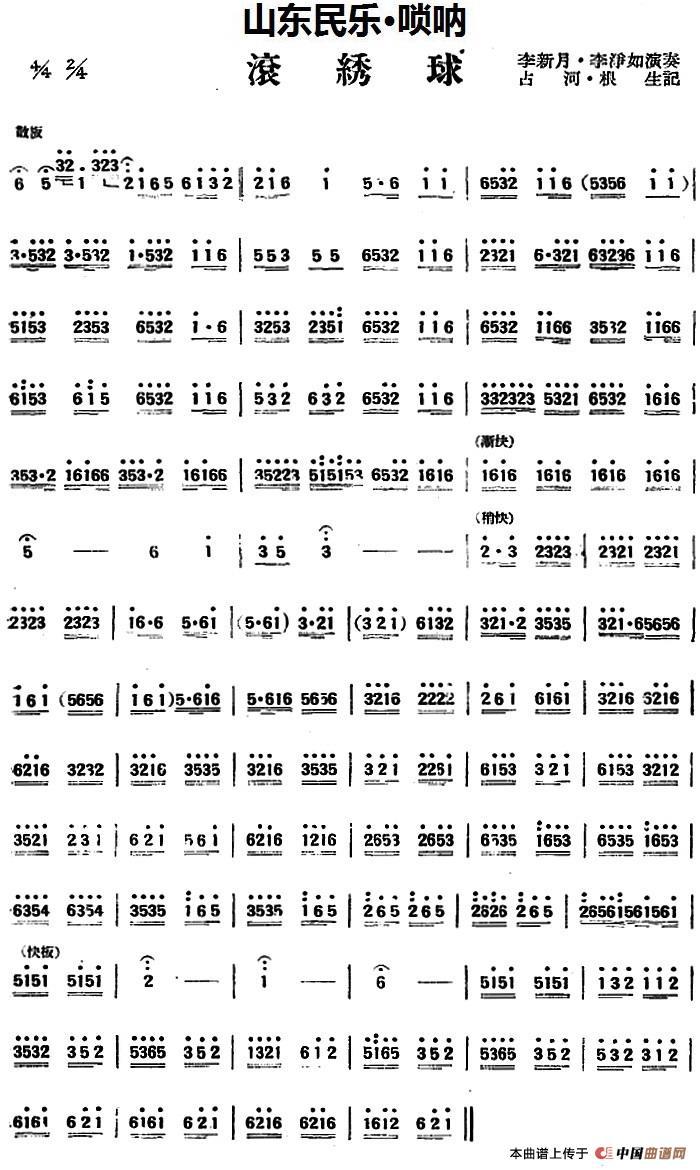 山东民乐•唢呐
4/4 2/4
滾 綉 球
李新月·李淨如演奏
占 河·根 生記
散板
6 5 32 1 323 2165 6132 | 216 1 5·6 1 1 | 6532 116 (5356 1 1)
3·532 3·532 1·532 116 | 553 55 6532 116 | 2321 6·321 63236 116 |
5153 2353 6532 1·6 | 3253 2351 6532 116 | 6532 1166 3532 1166
6153 615 6532 116 | 532 632 6532 116 | 332323 5321 6532 1616
(漸快)
353·2 16166 353·2 16166 | 35223 515153 6532 1616 | 1616 1616 1616 1616 |
(稍快)
5 — 6 1 | 35 3 — — | 2·3 2323 | 2321 2321 |
2323 2323 | 16·6 5·61 | (5·61) 3·21 | (321) 6132 | 321·2 3535 | 321·65656 |
161 (5656 | 161) 5·616 | 5·616 5656 | 3216 2222 | 261 6161 | 3216 6216
6216 3232 | 3216 3535 | 3216 3535 | 321 2251 | 6153 321 | 6153 3212 |
3521 231 | 621 561 | 6216 1216 | 2653 2653 | 6535 1653 | 6535 1653 |
6354 6354 | 3535 165 | 3535 165 | 265 265 | 2626 265 | 26561561561 |
(快板)
5151 5151 | 2 — | 1 — | 6 — | 5151 5151 | 132 112 |
3532 352 | 5365 352 | 1321 612 | 5165 352 | 5365 352 | 532 312 |
6161 621 | 6161 621 | 6216 6216 | 1612 621 ‖
本曲谱上传于 中国曲谱网